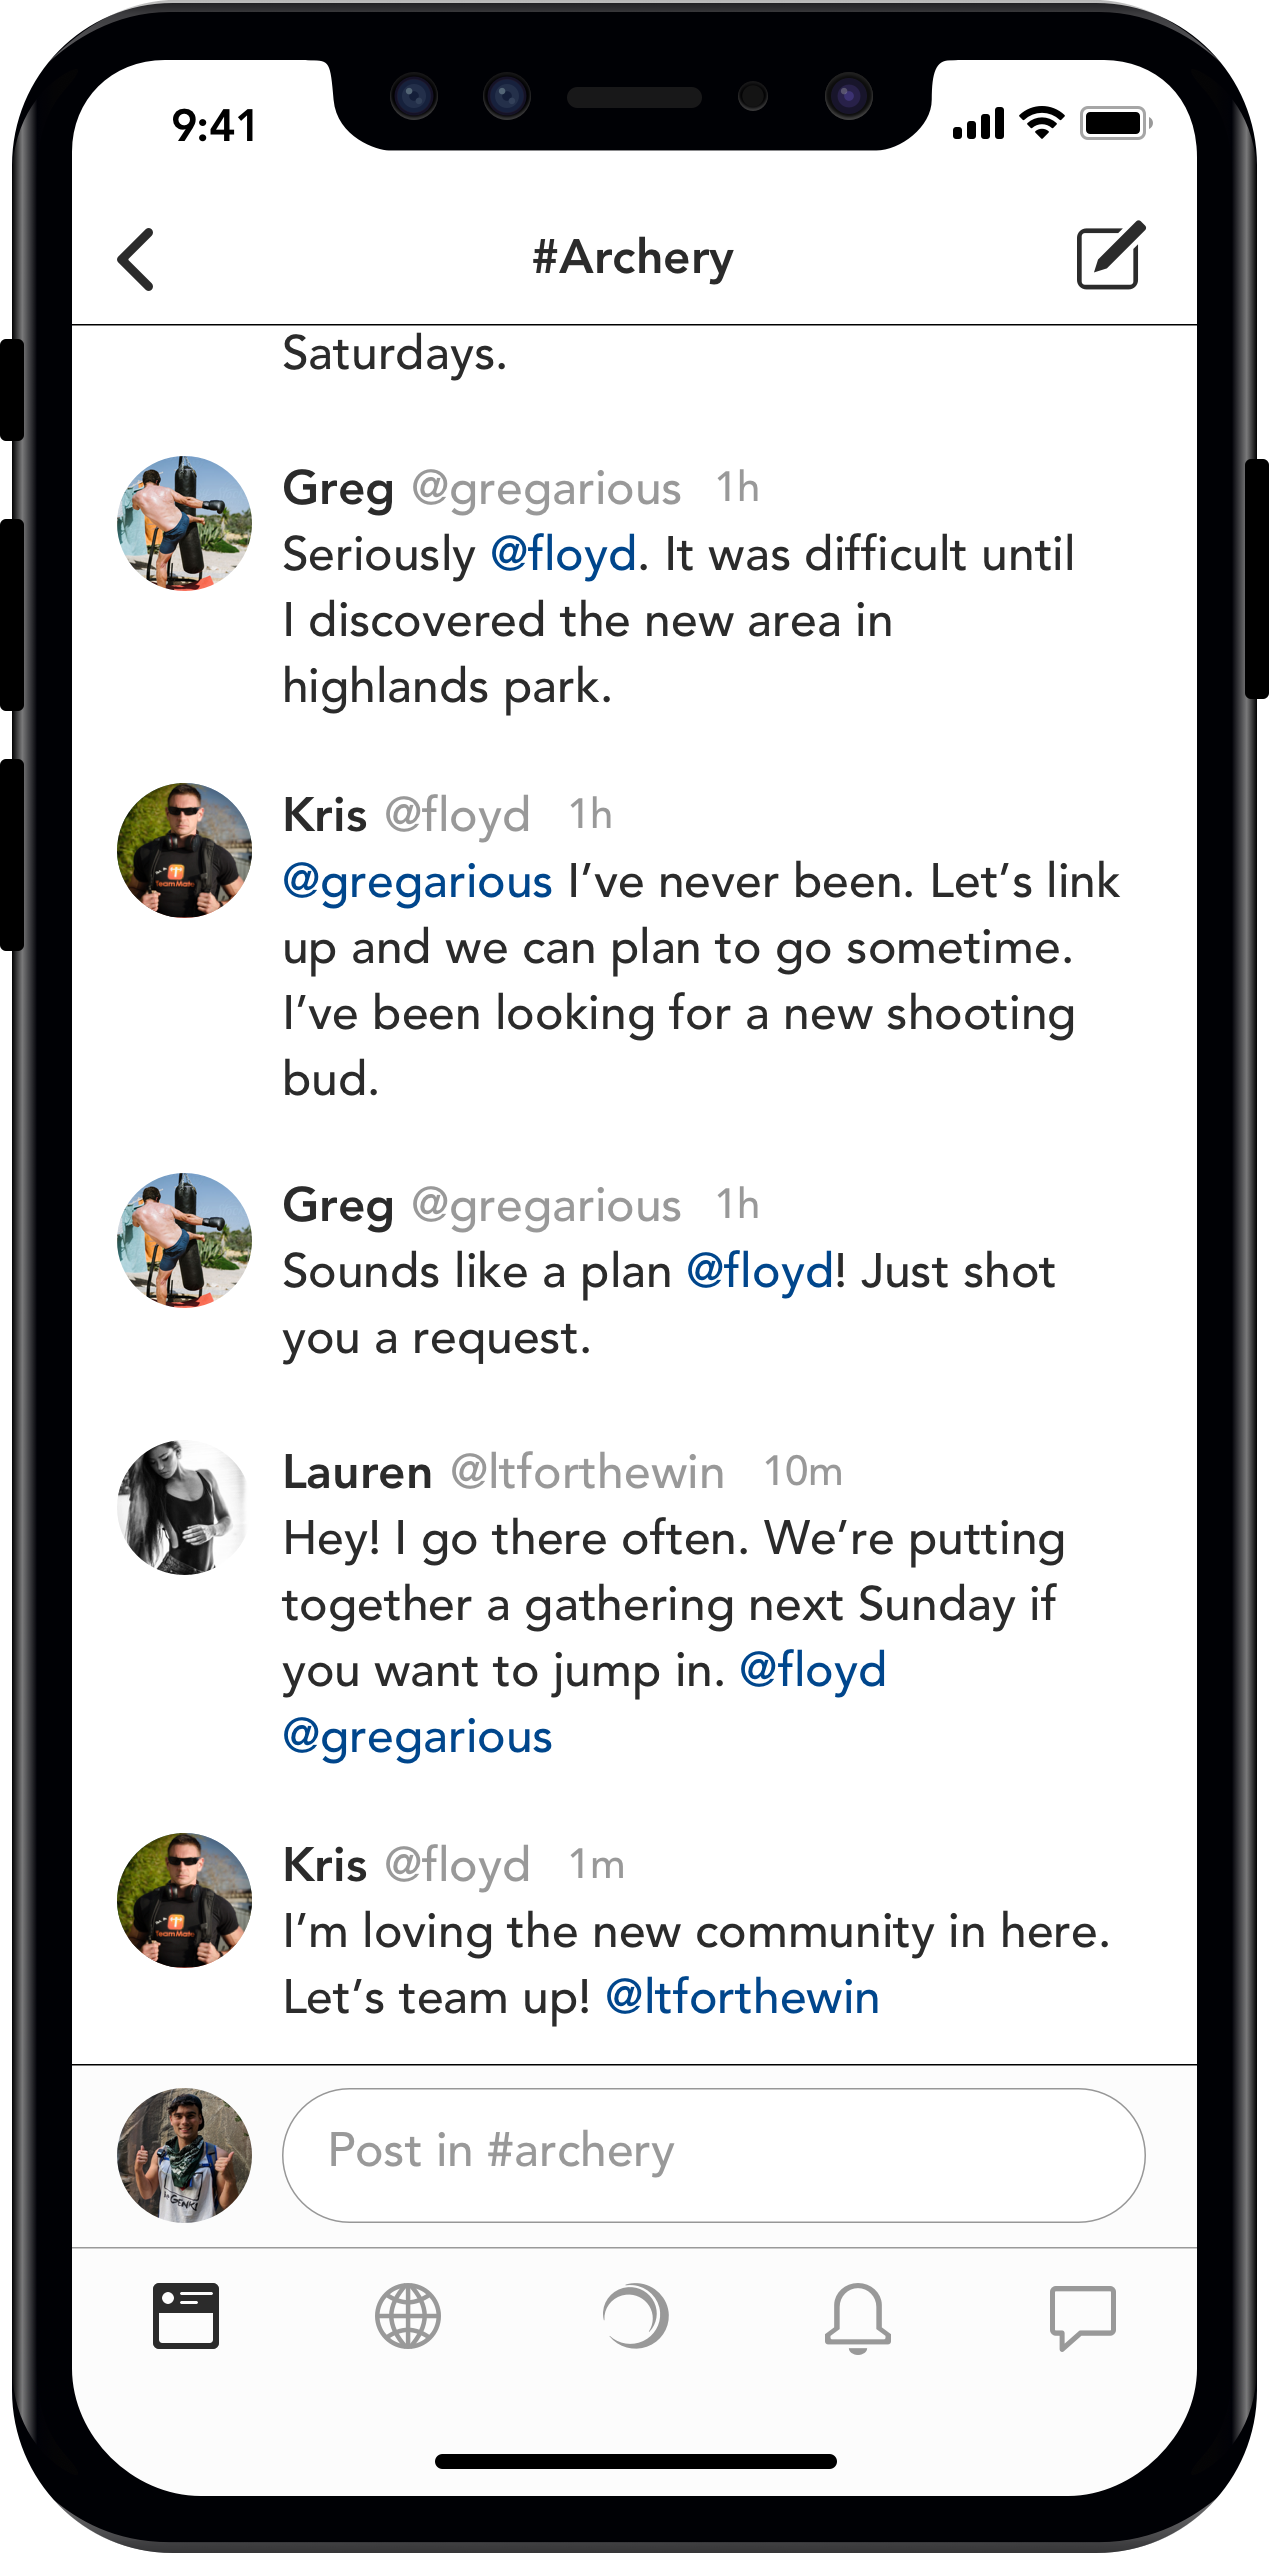 9:41
#Archery
Saturdays.
Greg @gregarious 1h
Seriously @floyd. It was difficult until
I discovered the new area in
highlands park.
Kris @floyd 1h
TeamMate
@gregarious I’ve never been. Let’s link
up and we can plan to go sometime.
I’ve been looking for a new shooting
bud.
Greg @gregarious 1h
Sounds like a plan @floyd! Just shot
you a request.
Lauren @ltforthewin 10m
Hey! I go there often. We’re putting
together a gathering next Sunday if
you want to jump in. @floyd
@gregarious
Kris @floyd 1m
TeamMate
I’m loving the new community in here.
Let’s team up! @ltforthewin
Post in #archery